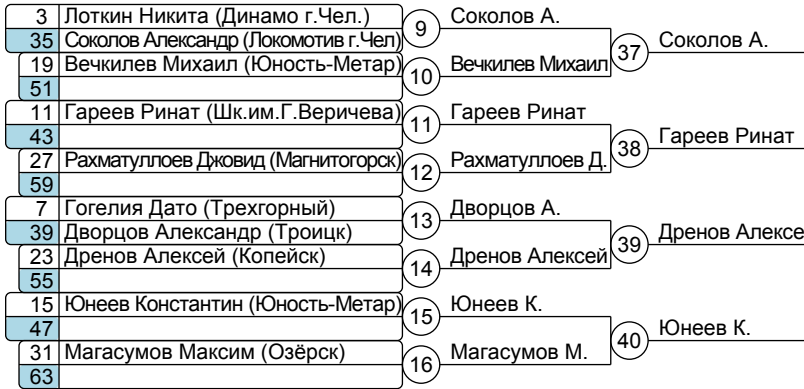 3 Лоткин Никита (Динамо г.Чел.)
35 Соколов Александр (Локомотив г.Чел)
9
Соколов А.
19 Вечкилев Михаил (Юность-Метар)
51
10
Вечкилев Михаил
37
Соколов А.
11 Гареев Ринат (Шк.им.Г.Веричева)
43
11
Гареев Ринат
27 Рахматуллоев Джовид (Магнитогорск)
59
12
Рахматуллоев Д.
38
Гареев Ринат
7 Гогелия Дато (Трехгорный)
39 Дворцов Александр (Троицк)
13
Дворцов А.
23 Дренов Алексей (Копейск)
55
14
Дренов Алексей
39
Дренов Алексе
15 Юнеев Константин (Юность-Метар)
47
15
Юнеев К.
31 Магасумов Максим (Озёрск)
63
16
Магасумов М.
40
Юнеев К.